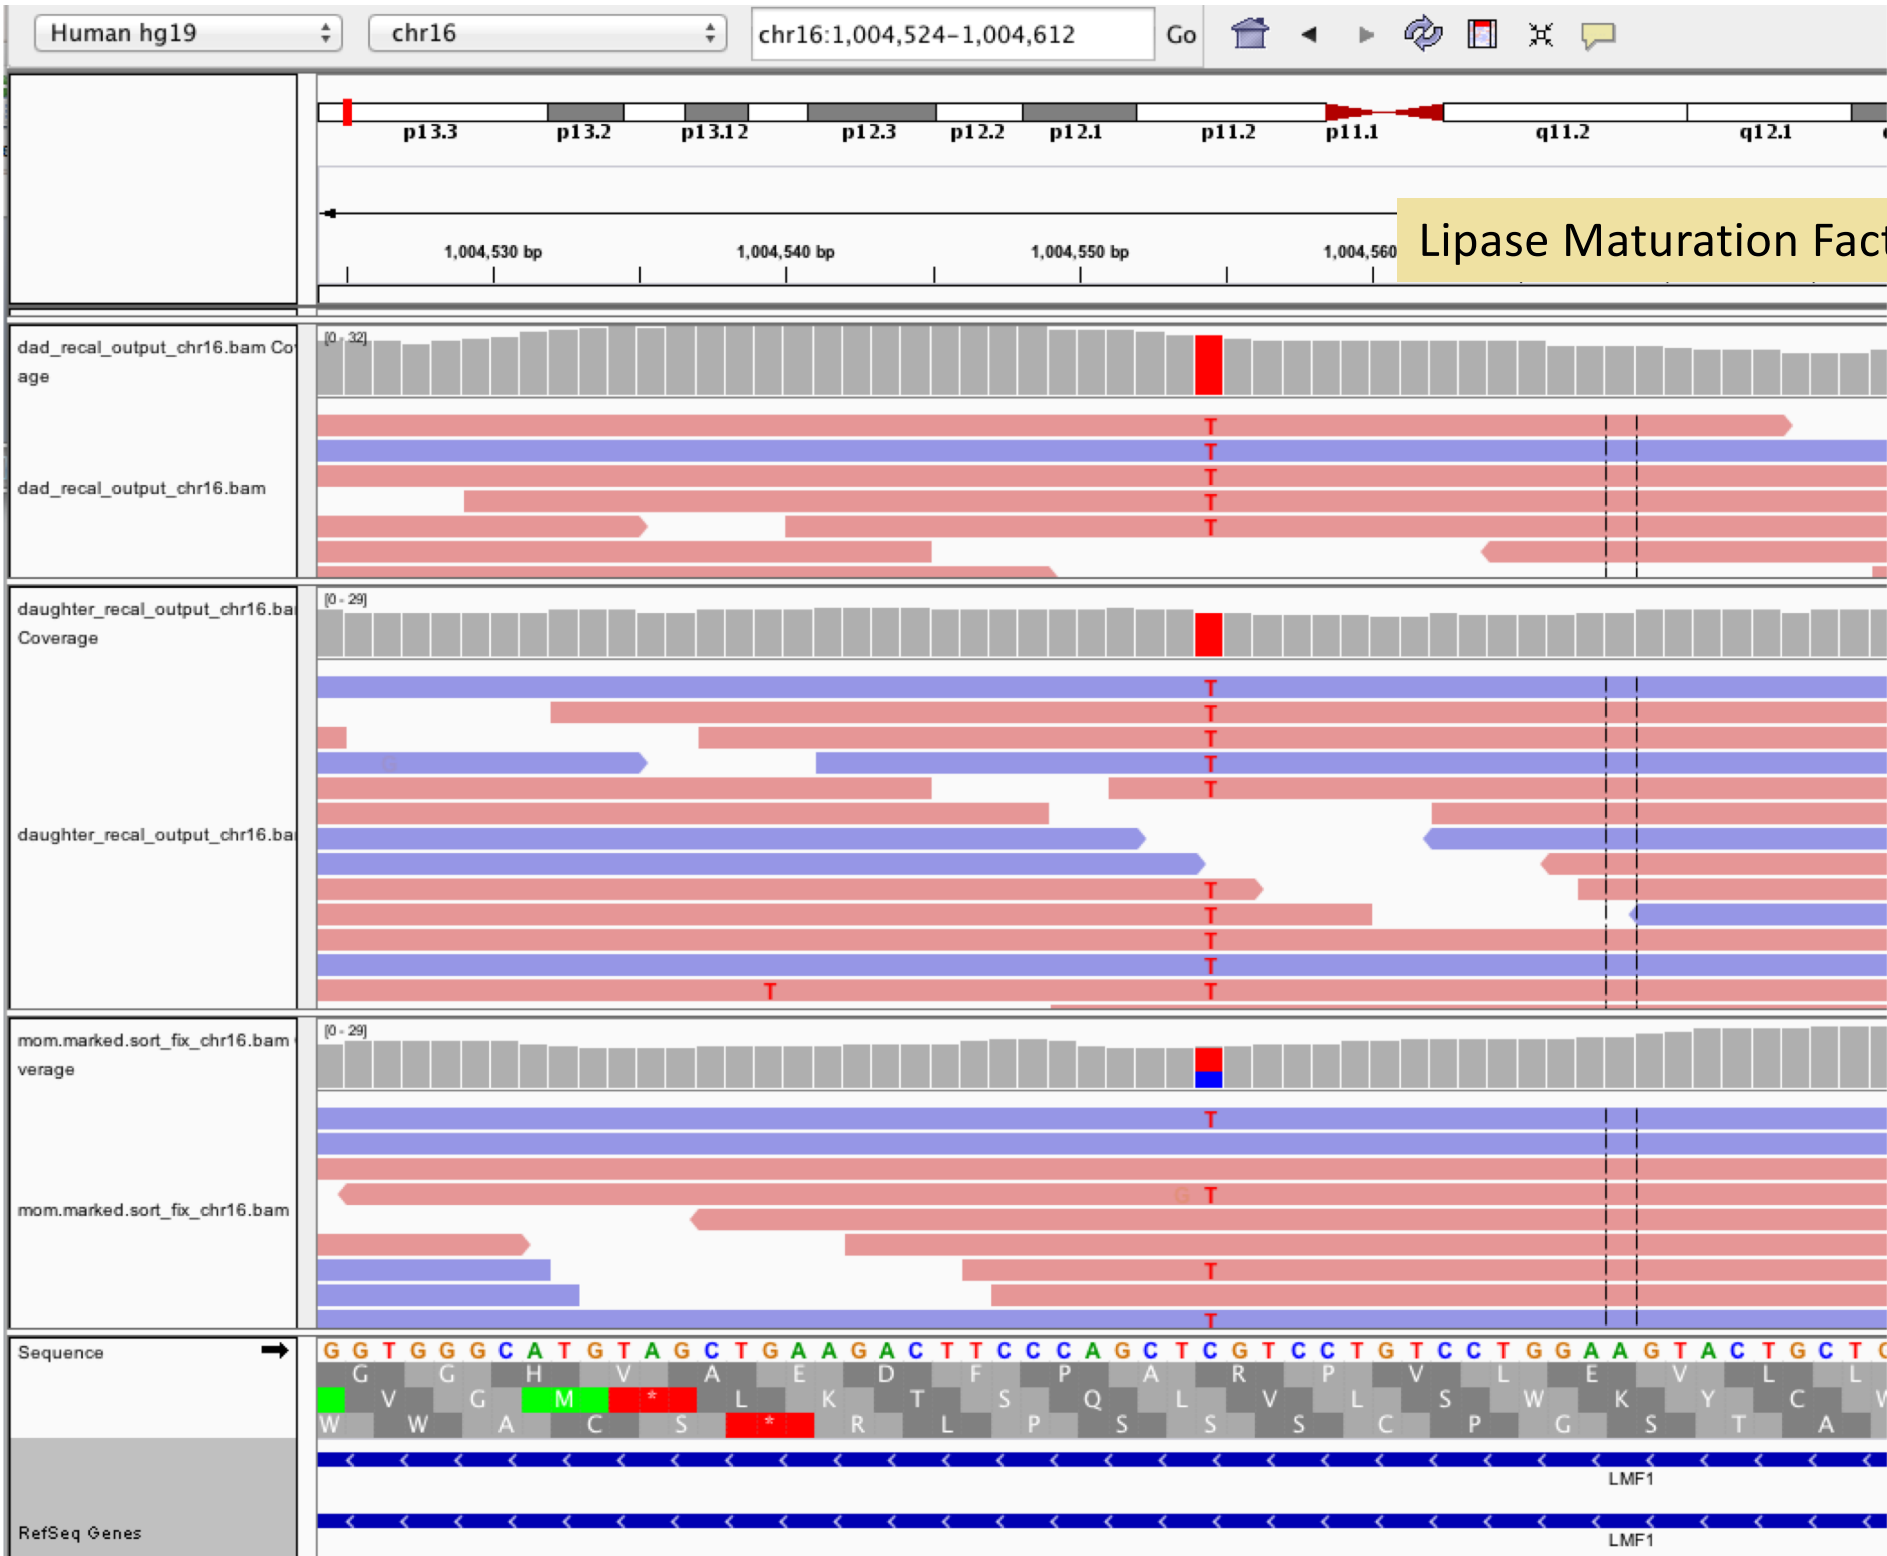 Human hg19 chr16 chr16:1,004,524-1,004,612 Go
p13.3 p13.2 p13.12 p12.3 p12.2 p12.1 p11.2 p11.1 q11.2 q12.1
Lipase Maturation Fact
1,004,530 bp 1,004,540 bp 1,004,550 bp 1,004,560
dad_recal_output_chr16.bam Cov
age
[0 - 32]
T
T
dad_recal_output_chr16.bam
T
T
T
daughter_recal_output_chr16.ba
Coverage
[0 - 29]
T
T
T
T
T
daughter_recal_output_chr16.ba
T
T
T
T
T T
mom.marked.sort_fix_chr16.bam
verage
[0 - 29]
T
mom.marked.sort_fix_chr16.bam
G T
T
T
Sequence
G G T G G G C A T G T A G C T G A A G A C T T C C C A G C T C G T C C T G T C C T G G A A G T A C T G C T
G G H V A E D F P A R P V L E V L L
V G M * L K T S Q L V L S W K Y C
W W A C S * R L P S S S C P G S T A
LMF1
RefSeq Genes
LMF1